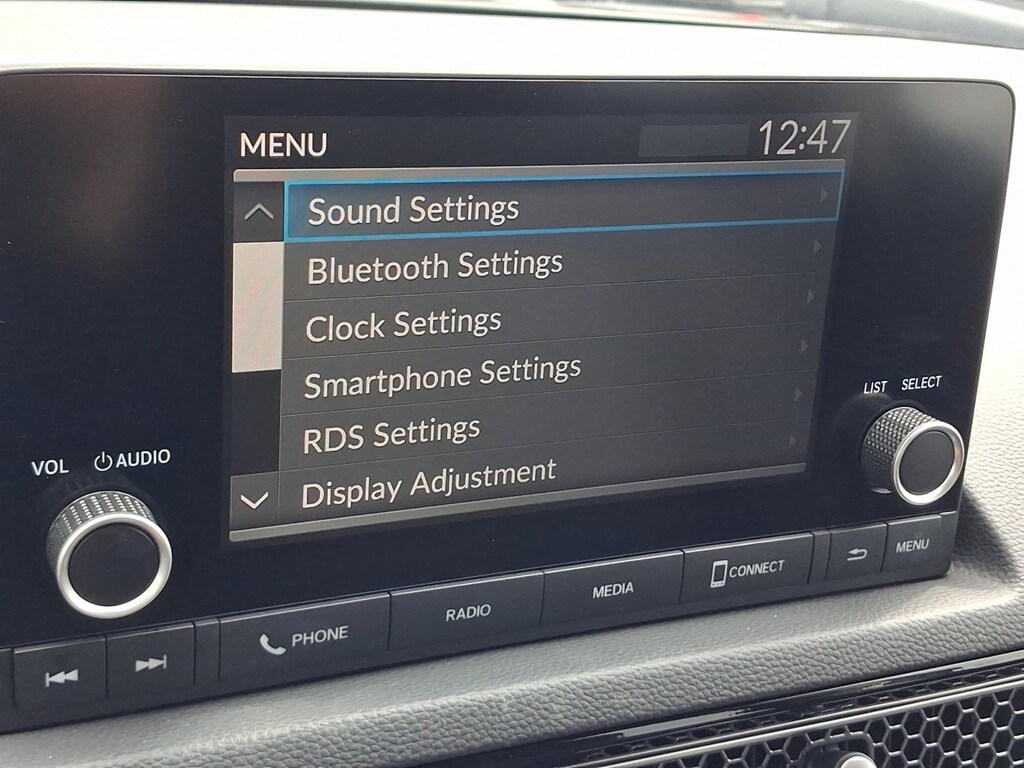 MENU 12:47
Sound Settings
Bluetooth Settings
Clock Settings
Smartphone Settings
RDS Settings
Display Adjustment
LIST SELECT
VOL AUDIO
PHONE RADIO MEDIA CONNECT MENU